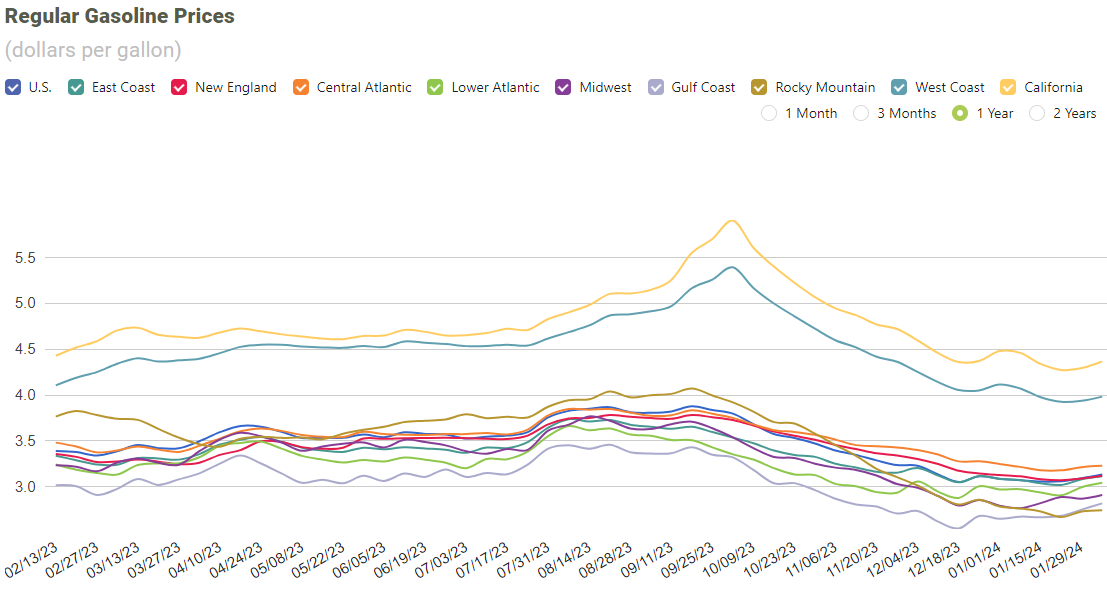 Regular Gasoline Prices
(dollars per gallon)
U.S. East Coast New England Central Atlantic Lower Atlantic Midwest Gulf Coast Rocky Mountain West Coast California
1 Month 3 Months 1 Year 2 Years
5.5
5.0
4.5
4.0
3.5
3.0
02/13/23 02/27/23 03/13/23 03/27/23 04/10/23 04/24/23 05/08/23 05/22/23 06/05/23 06/19/23 07/03/23 07/17/23 07/31/23 08/14/23 08/28/23 09/11/23 09/25/23 10/09/23 10/23/23 11/06/23 11/20/23 12/04/23 12/18/23 01/01/24 01/15/24 01/29/24